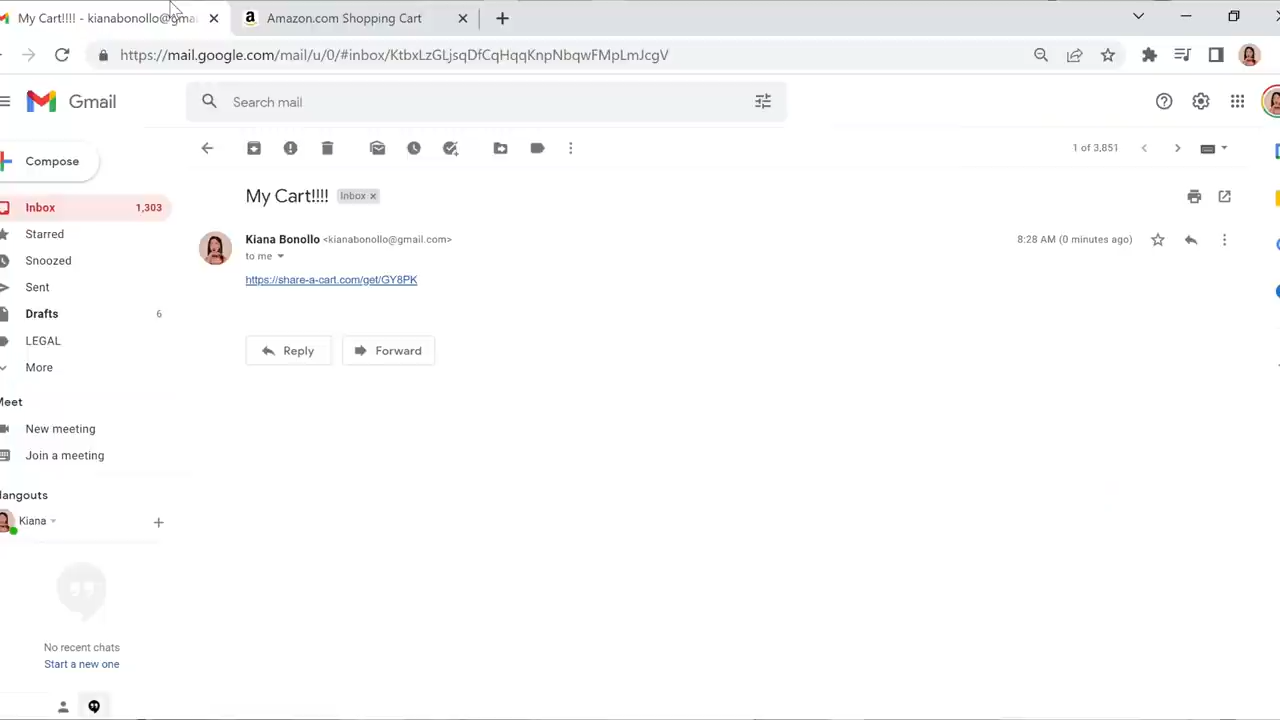 My Cart!!!! - kianabonollo@gmai
Amazon.com Shopping Cart
https://mail.google.com/mail/u/0/#inbox/KtbxLzGLjsqDfCqHqqKnpNbqwFMpLmJcgV
Gmail
Search mail
Compose
1 of 3,851
My Cart!!!!
Inbox
Inbox 1,303
Kiana Bonollo <kianabonollo@gmail.com>
8:28 AM (0 minutes ago)
Starred
to me
Snoozed
https://share-a-cart.com/get/GY8PK
Sent
Drafts 6
LEGAL
Reply
Forward
More
Meet
New meeting
Join a meeting
Hangouts
Kiana
No recent chats
Start a new one